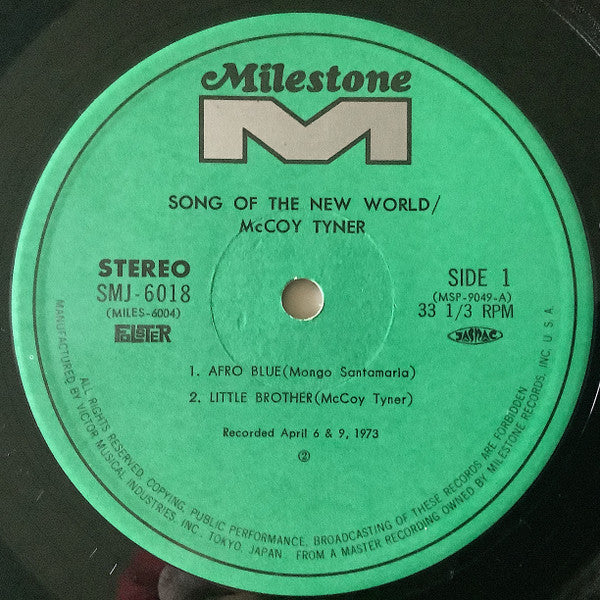 Milestone
M
SONG OF THE NEW WORLD/
McCOY TYNER
STEREO
SMJ-6018
(MILES-6004)
SIDE 1
(MSP-9049-A)
33 1/3 RPM
JASRAC
1. AFRO BLUE(Mongo Santamaria)
2. LITTLE BROTHER(McCoy Tyner)
Recorded April 6 & 9, 1973
②
ALL RIGHTS RESERVED, COPYING, PUBLIC PERFORMANCE, BROADCASTING OF THESE RECORDS ARE FORBIDDEN
MANUFACTURED BY VICTOR MUSICAL INDUSTRIES, INC. TOKYO, JAPAN. FROM A MASTER RECORDING OWNED BY MILESTONE RECORDS, INC. U.S.A.